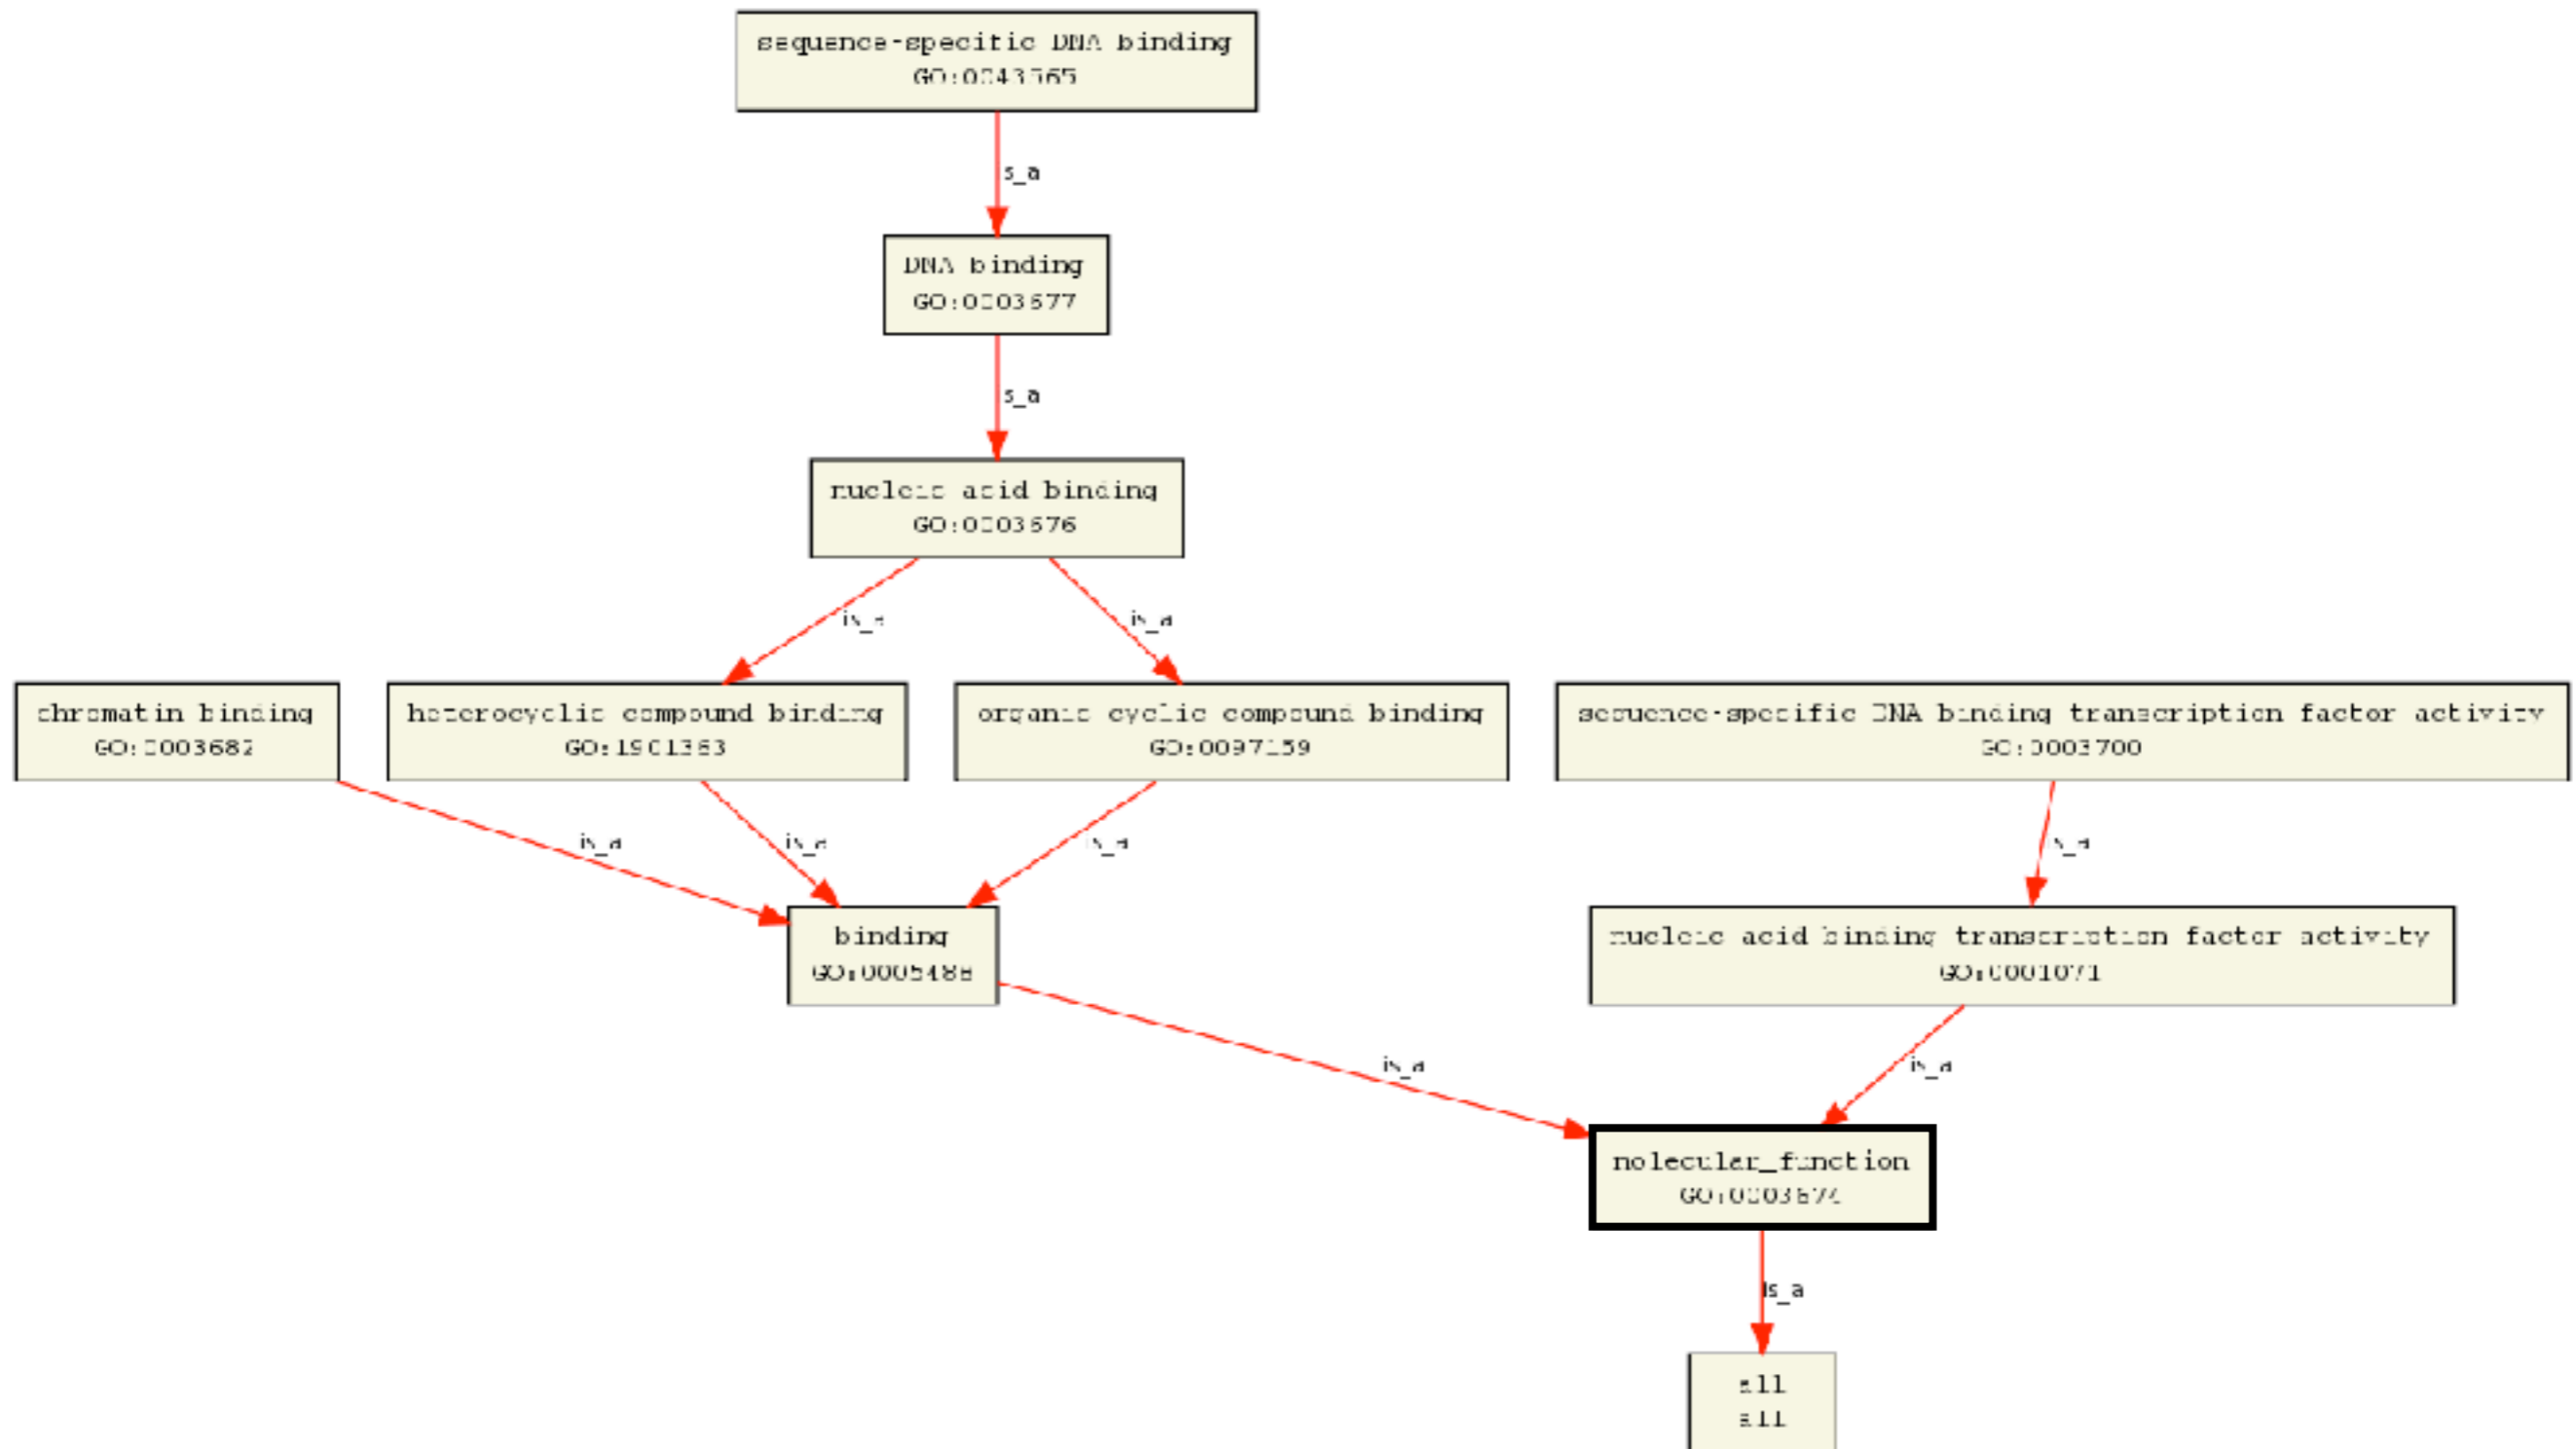 sequence-specific DNA binding
GO:0043565
is_a
DNA binding
GO:0003677
is_a
nucleic acid binding
GO:0003676
is_a
is_a
chromatin binding
GO:0003682
heterocyclic compound binding
GO:1901363
organic cyclic compound binding
GO:0097159
sequence-specific DNA binding transcription factor activity
GO:0003700
is_a
is_a
is_a
is_a
binding
GO:0005488
nucleic acid binding transcription factor activity
GO:0001071
is_a
is_a
molecular_function
GO:0003674
is_a
all
all